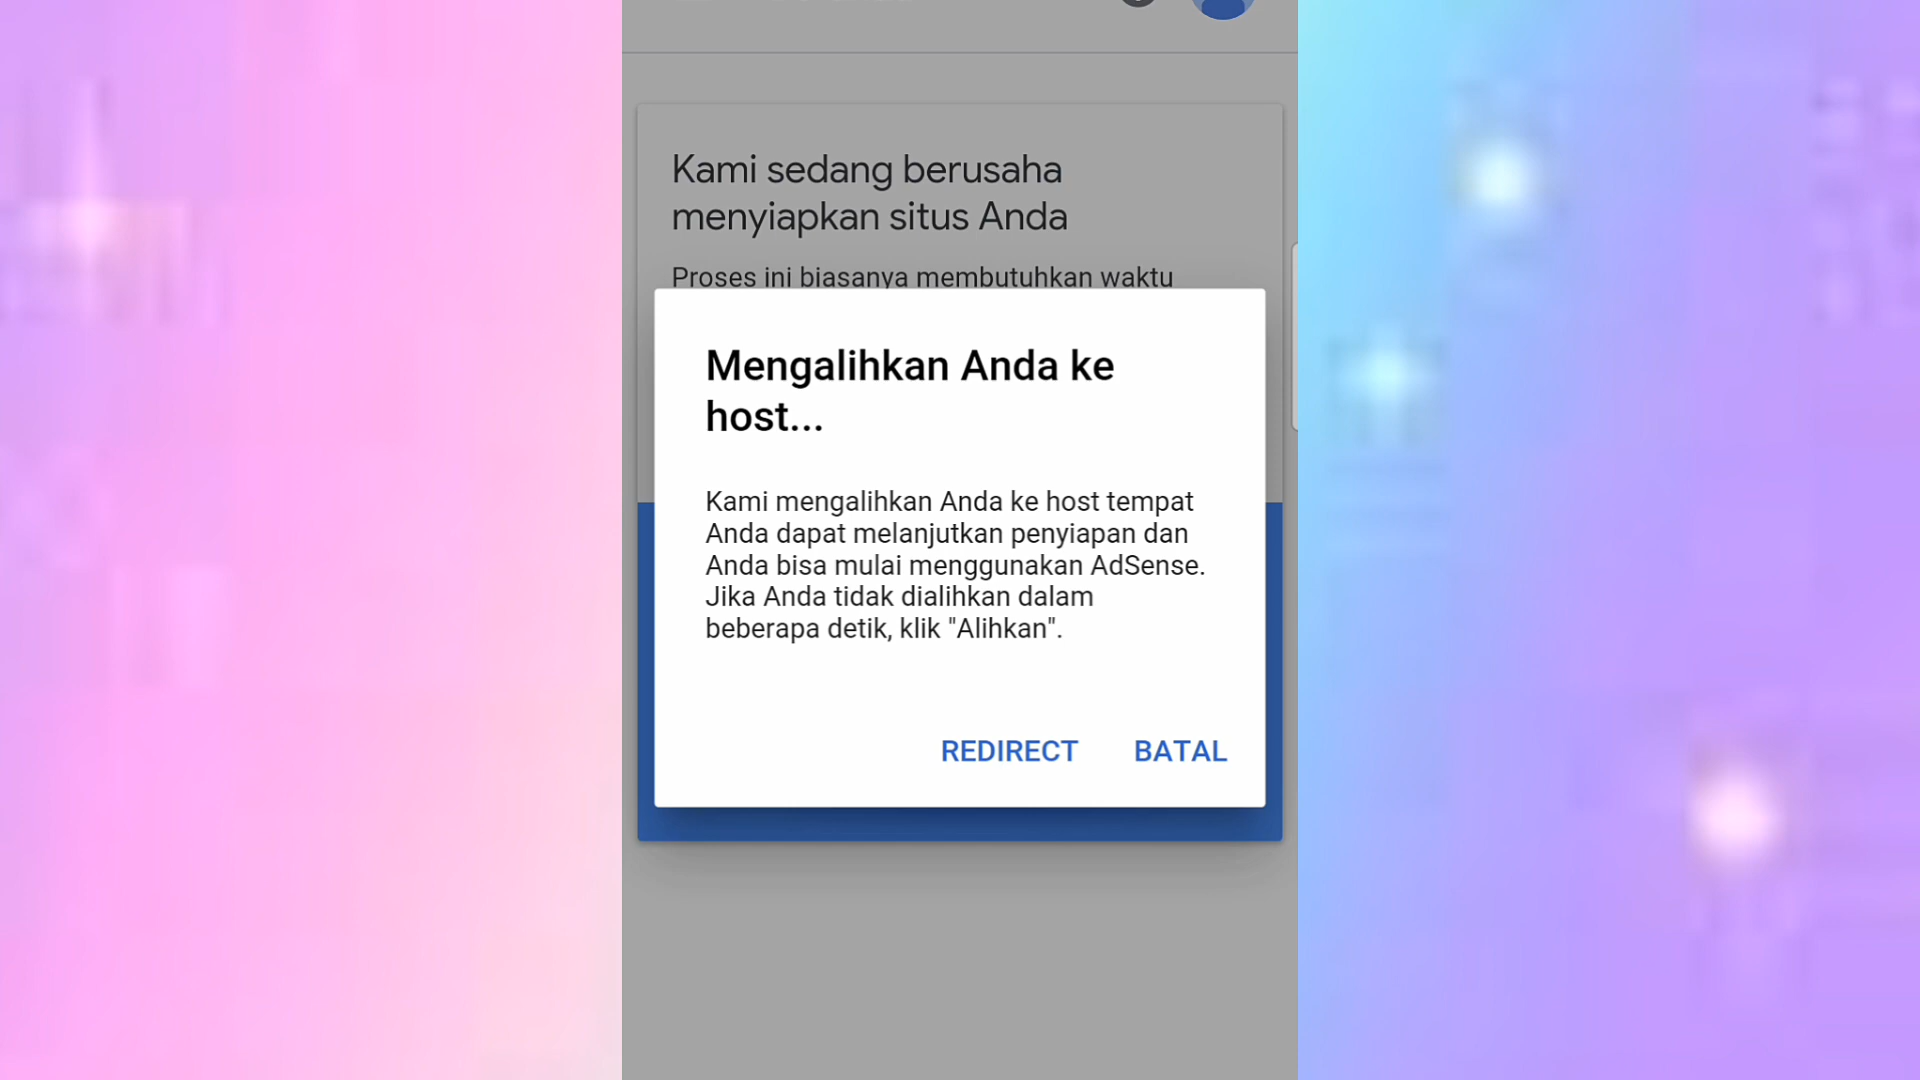 Kami sedang berusaha
menyiapkan situs Anda
Proses ini biasanya membutuhkan waktu
Mengalihkan Anda ke
host...
Kami mengalihkan Anda ke host tempat
Anda dapat melanjutkan penyiapan dan
Anda bisa mulai menggunakan AdSense.
Jika Anda tidak dialihkan dalam
beberapa detik, klik "Alihkan".
REDIRECT BATAL